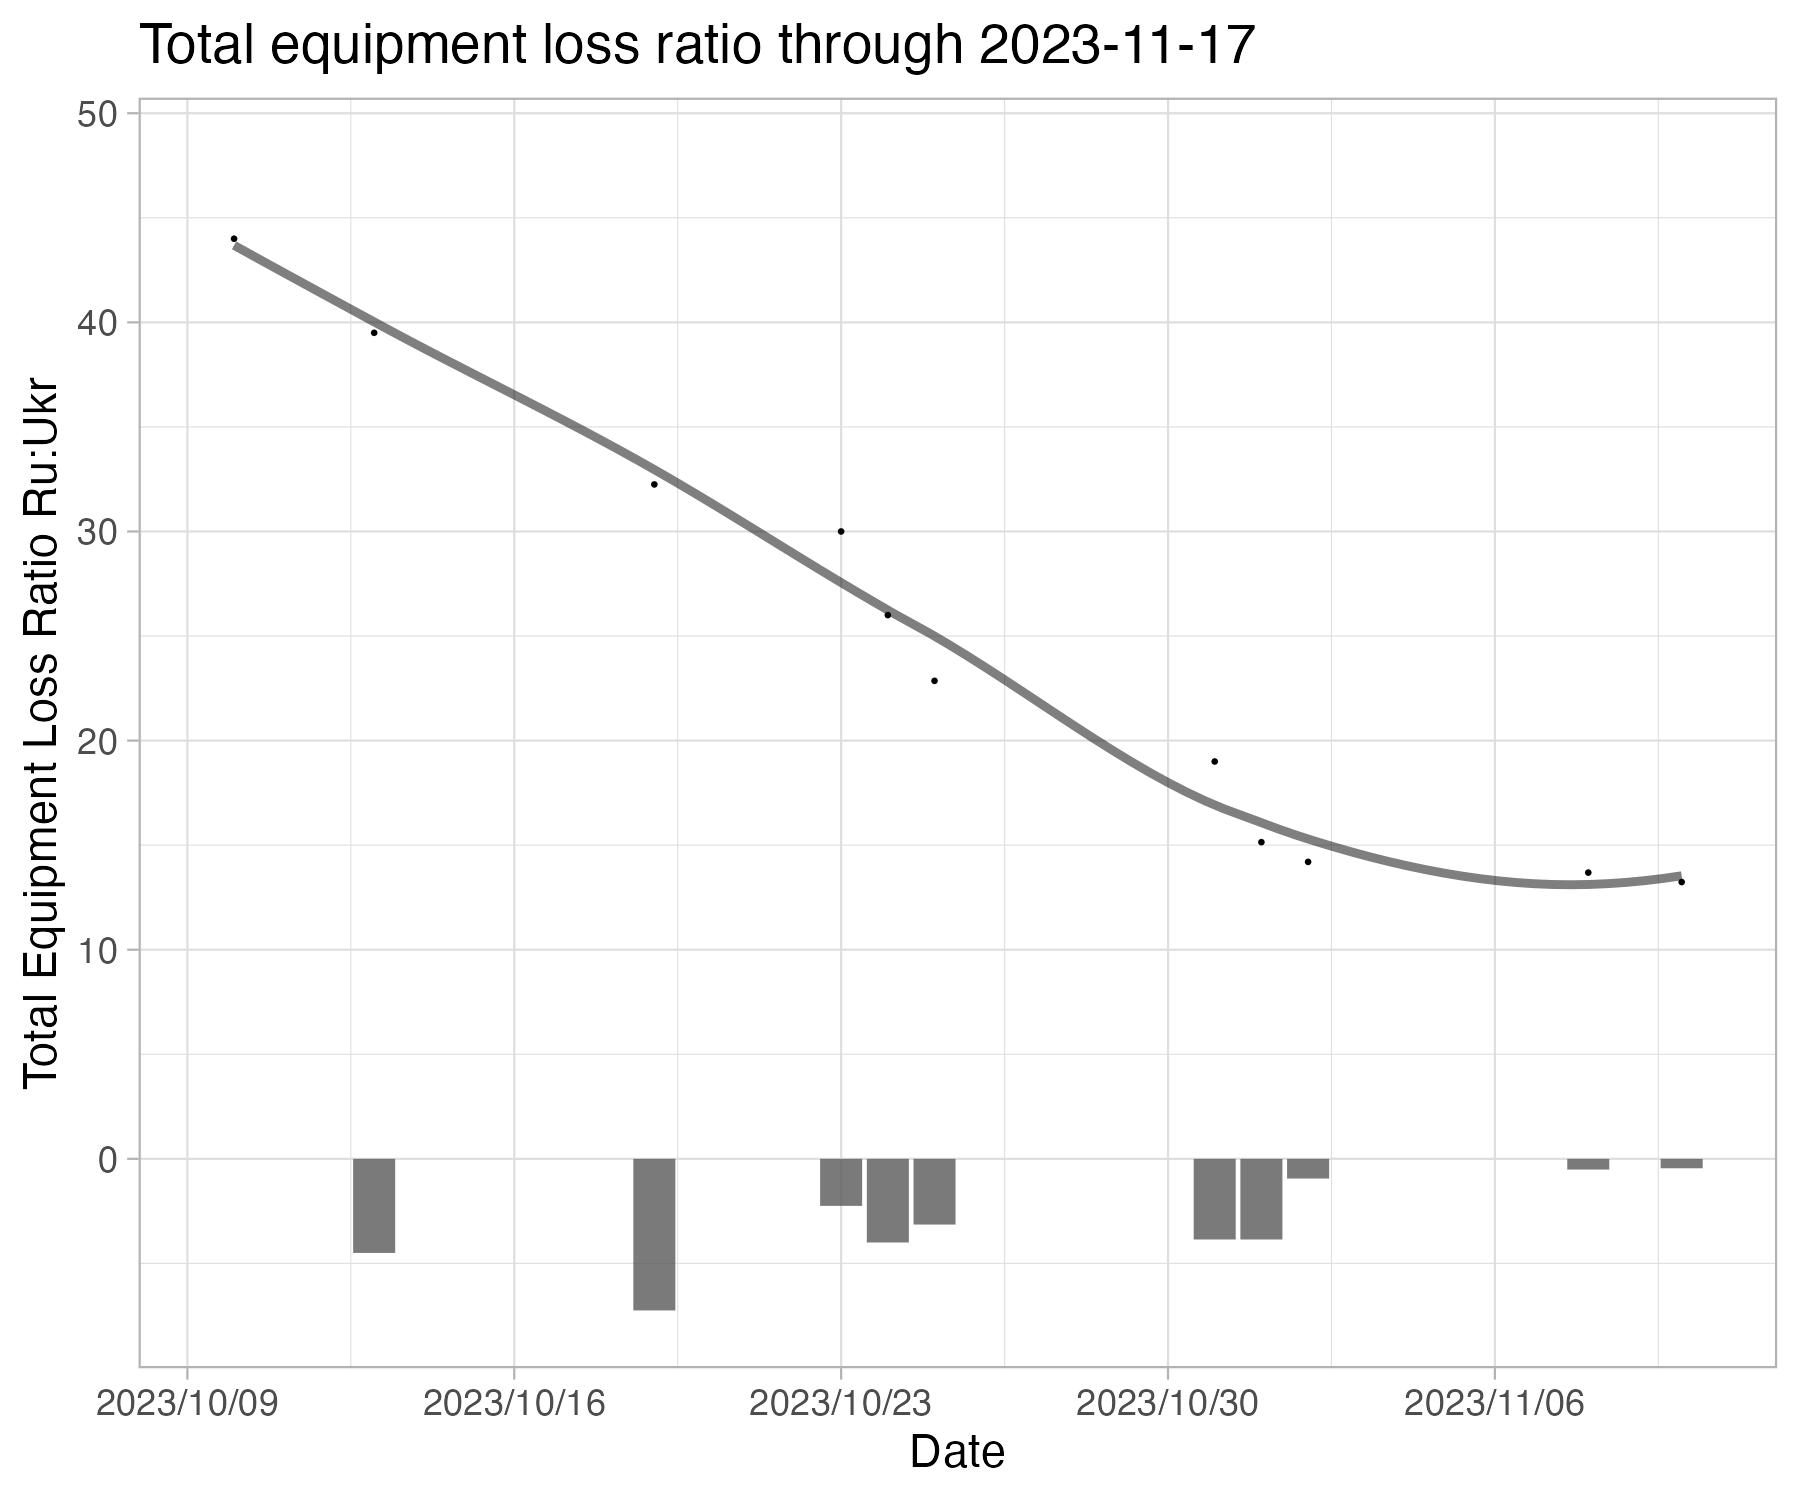 Total equipment loss ratio through 2023-11-17
Total Equipment Loss Ratio Ru:Ukr
50
40
30
20
10
0
2023/10/09 2023/10/16 2023/10/23 2023/10/30 2023/11/06
Date